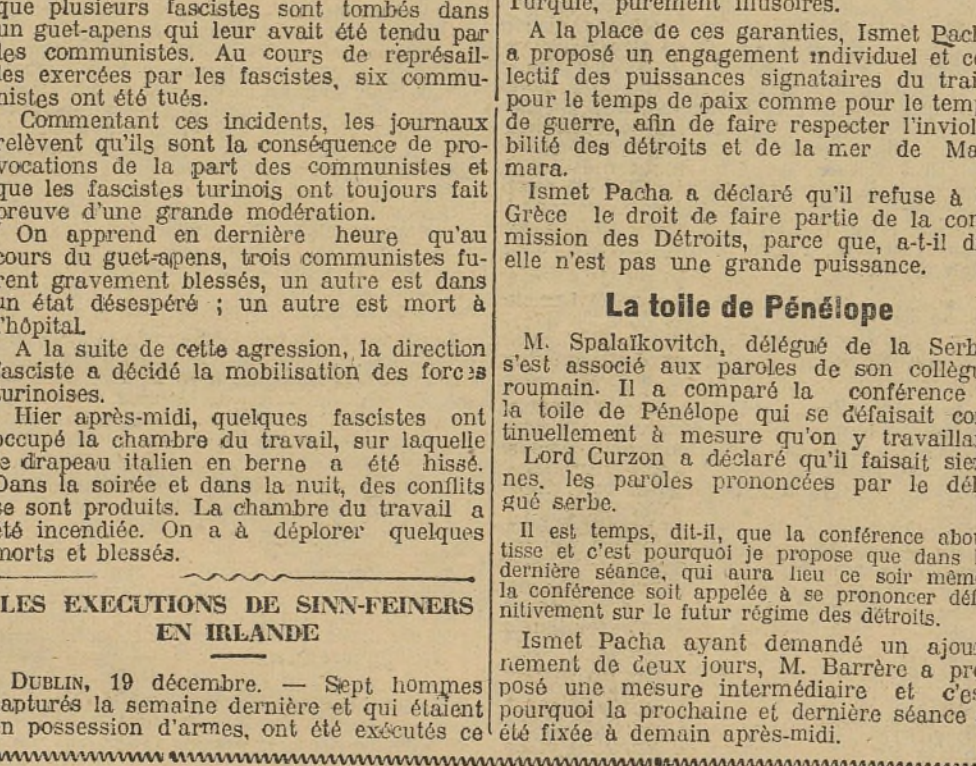 que plusieurs fascistes sont tombés dans
un guet-apens qui leur avait été tendu par
les communistes. Au cours de représail-
les exercées par les fascistes, six commu-
nistes ont été tués.
Commentant ces incidents, les journaux
relèvent qu'ils sont la conséquence de pro-
vocations de la part des communistes et
que les fascistes turinois ont toujours fait
preuve d'une grande modération.
On apprend en dernière heure qu'au
cours du guet-apens, trois communistes fu-
rent gravement blessés, un autre est dans
un état désespéré ; un autre est mort à
l'hôpital.
A la suite de cette agression, la direction
fasciste a décidé la mobilisation des forces
turinoises.
Hier après-midi, quelques fascistes ont
occupé la chambre du travail, sur laquelle
le drapeau italien en berne a été hissé.
Dans la soirée et dans la nuit, des conflits
se sont produits. La chambre du travail a
été incendiée. On a à déplorer quelques
morts et blessés.
LES EXECUTIONS DE SINN-FEINERS
EN IRLANDE
DUBLIN, 19 décembre. — Sept hommes
capturés la semaine dernière et qui étaient
en possession d'armes, ont été exécutés ce
Turquie, purement illusoires.
A la place de ces garanties, Ismet Pach
a proposé un engagement individuel et co
lectif des puissances signataires du trai
pour le temps de paix comme pour le tem
de guerre, afin de faire respecter l'inviol
bilité des détroits et de la mer de Ma
mara.
Ismet Pacha a déclaré qu'il refuse à
Grèce le droit de faire partie de la com
mission des Détroits, parce que, a-t-il d
elle n'est pas une grande puissance.
La toile de Pénélope
M. Spalaïkovitch, délégué de la Serb
s'est associé aux paroles de son collègu
roumain. Il a comparé la conférence
la toile de Pénélope qui se défaisait con
tinuellement à mesure qu'on y travaillai
Lord Curzon a déclaré qu'il faisait sien
nes, les paroles prononcées par le dél
gué serbe.
Il est temps, dit-il, que la conférence abou
tisse et c'est pourquoi je propose que dans
dernière séance, qui aura lieu ce soir même
la conférence soit appelée à se prononcer défi
nitivement sur le futur régime des détroits.
Ismet Pacha ayant demandé un ajour
nement de deux jours, M. Barrère a pro
posé une mesure intermédiaire et c'es
pourquoi la prochaine et dernière séance
été fixée à demain après-midi.